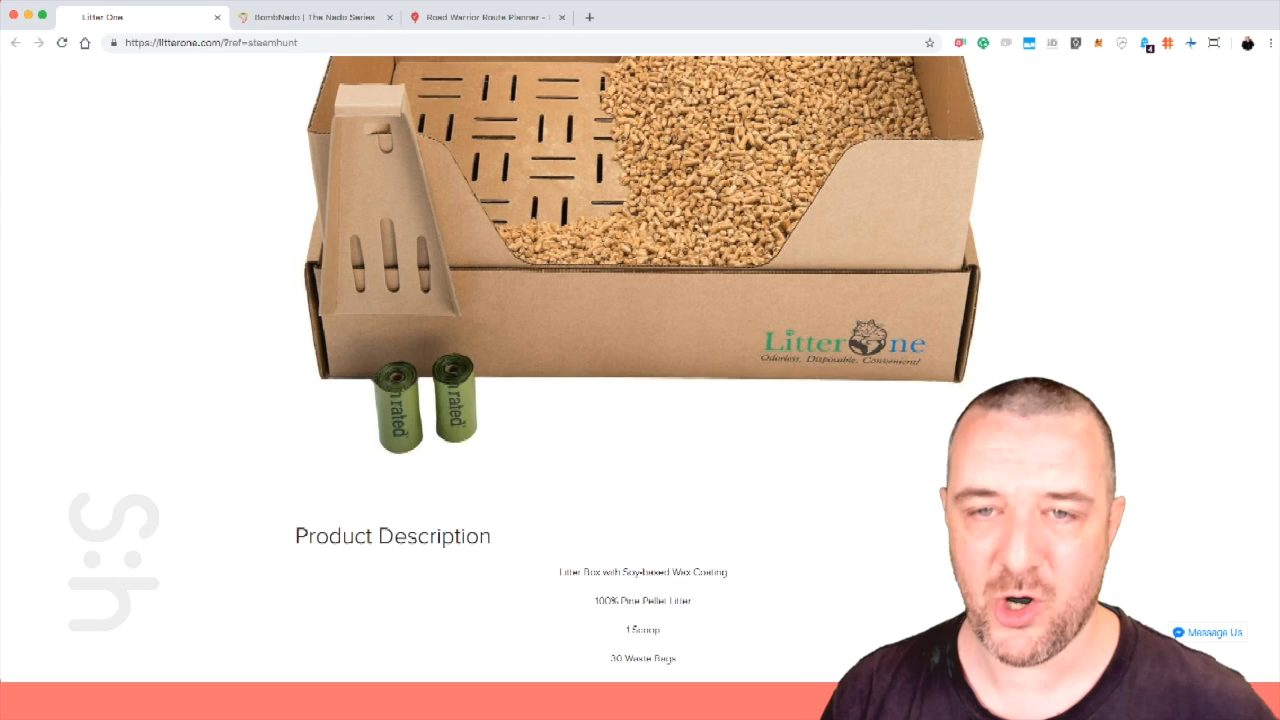 Litter One
BombNado | The Nado Series
Road Warrior Route Planner -
https://litterone.com/?ref=steemhunt
LitterOne
Odorless, Disposable, Convenient!
rated
rated
S:h
Product Description
Litter Box with Soy-based Wax Coating
100% Pine Pellet Litter
1 Scoop
30 Waste Bags
Message Us